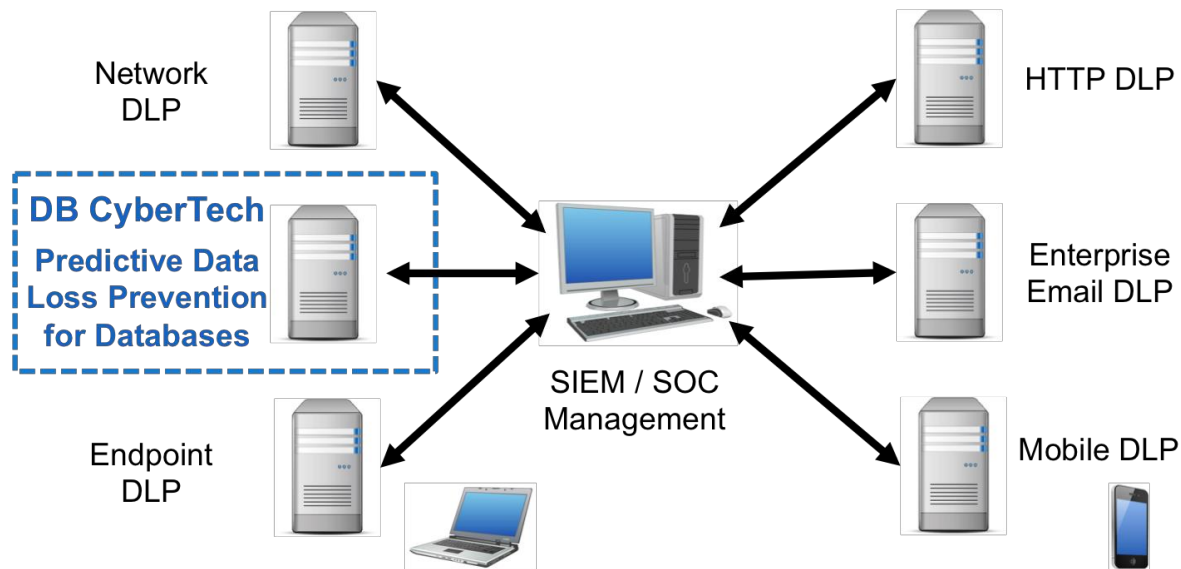 Network
DLP
HTTP DLP
DB CyberTech
Predictive Data
Loss Prevention
for Databases
Enterprise
Email DLP
SIEM / SOC
Management
Endpoint
DLP
Mobile DLP